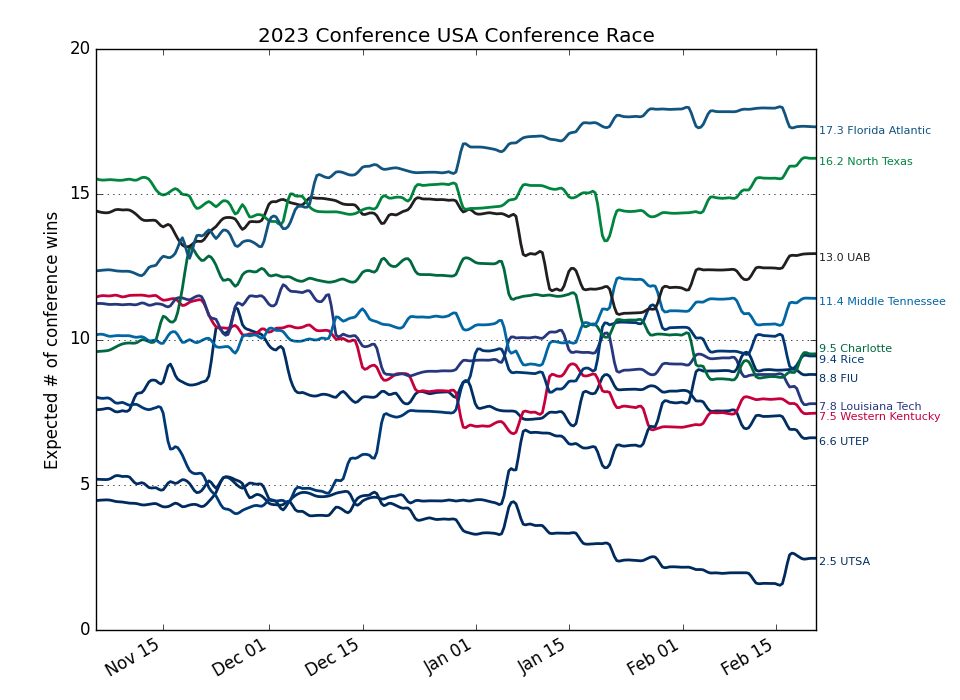 2023 Conference USA Conference Race
Expected # of conference wins
20
15
10
5
0
17.3 Florida Atlantic
16.2 North Texas
13.0 UAB
11.4 Middle Tennessee
9.5 Charlotte
9.4 Rice
8.8 FIU
7.8 Louisiana Tech
7.5 Western Kentucky
6.6 UTEP
2.5 UTSA
Nov 15
Dec 01
Dec 15
Jan 01
Jan 15
Feb 01
Feb 15